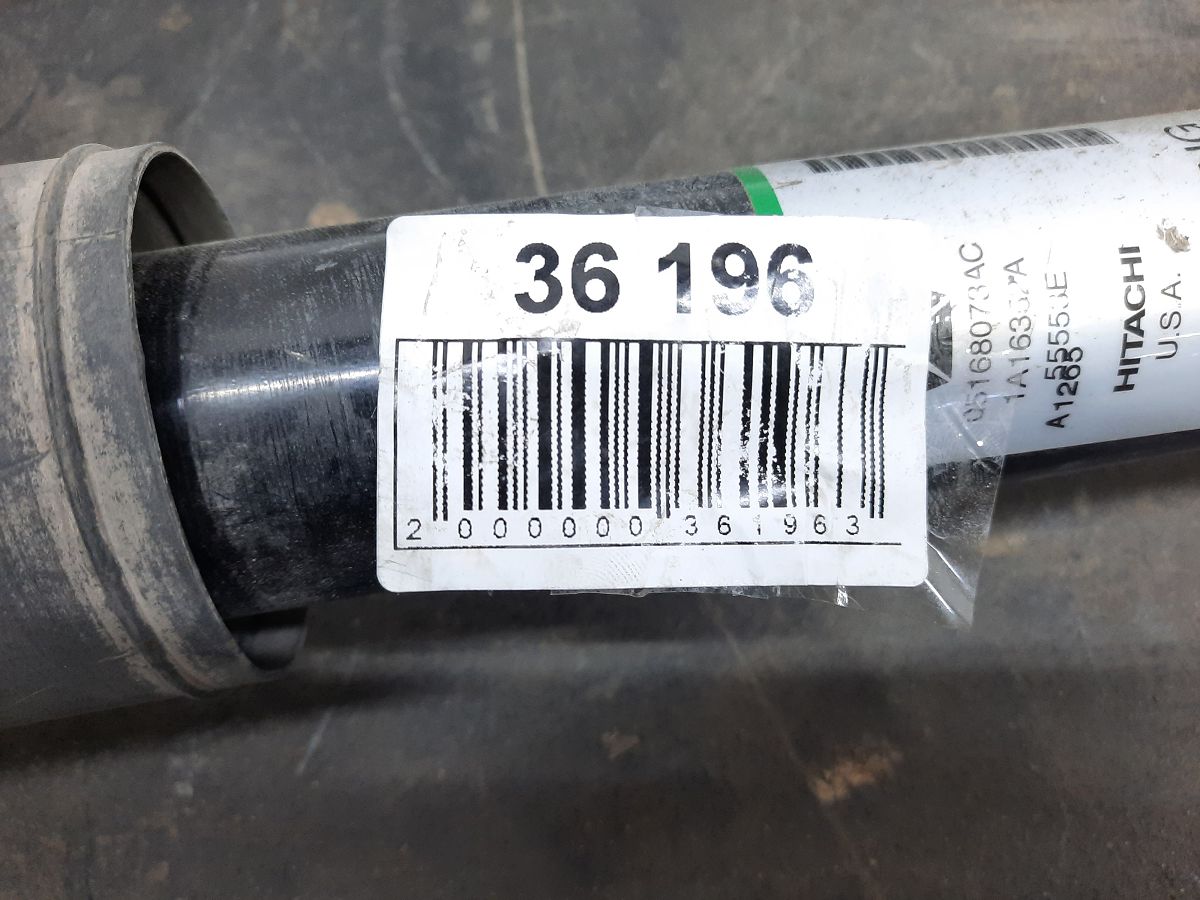 36 196
2 000000 361963
05168073AC
HITACHI
U.S.A.